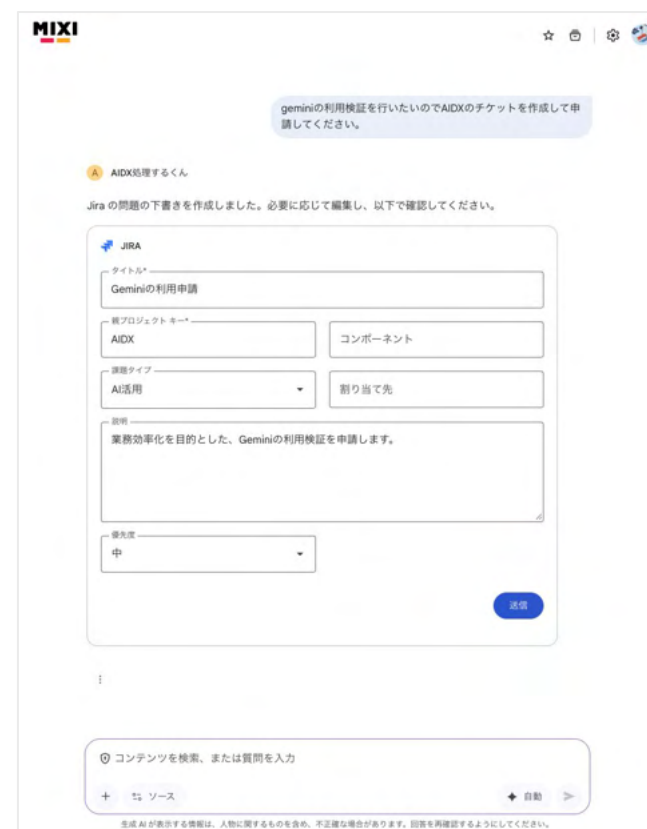 MIXI
geminiの利用検証を行いたいのでAIDXのチケットを作成して申
請してください。
A AIDX処理するくん
Jira の問題の下書きを作成しました。必要に応じて編集し、以下で確認してください。
JIRA
タイトル*
Geminiの利用申請
親プロジェクト キー*
AIDX
コンポーネント
課題タイプ
AI活用
割り当て先
説明
業務効率化を目的とした、Geminiの利用検証を申請します。
優先度
中
送信
コンテンツを検索、または質問を入力
ソース
自動
生成 AI が表示する情報は、人物に関するものを含め、不正確な場合があります。回答を再確認するようにしてください。